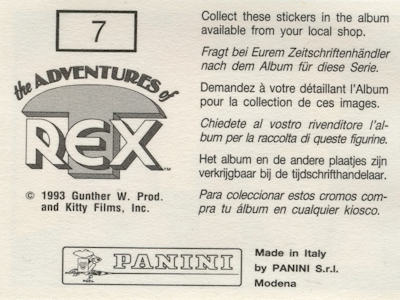 7
the ADVENTURES of
T
REX™
© 1993 Gunther W. Prod.
and Kitty Films, Inc.
Collect these stickers in the album
available from your local shop.
Fragt bei Eurem Zeitschriftenhändler
nach dem Album für diese Serie.
Demandez à votre détaillant l'Album
pour la collection de ces images.
Chiedete al vostro rivenditore l'al-
bum per la raccolta di queste figurine.
Het album en de andere plaatjes zijn
verkrijgbaar bij de tijdschrifthandelaar.
Para coleccionar estos cromos com-
pra tu álbum en cualquier kiosco.
PANINI
Made in Italy
by PANINI S.r.l.
Modena